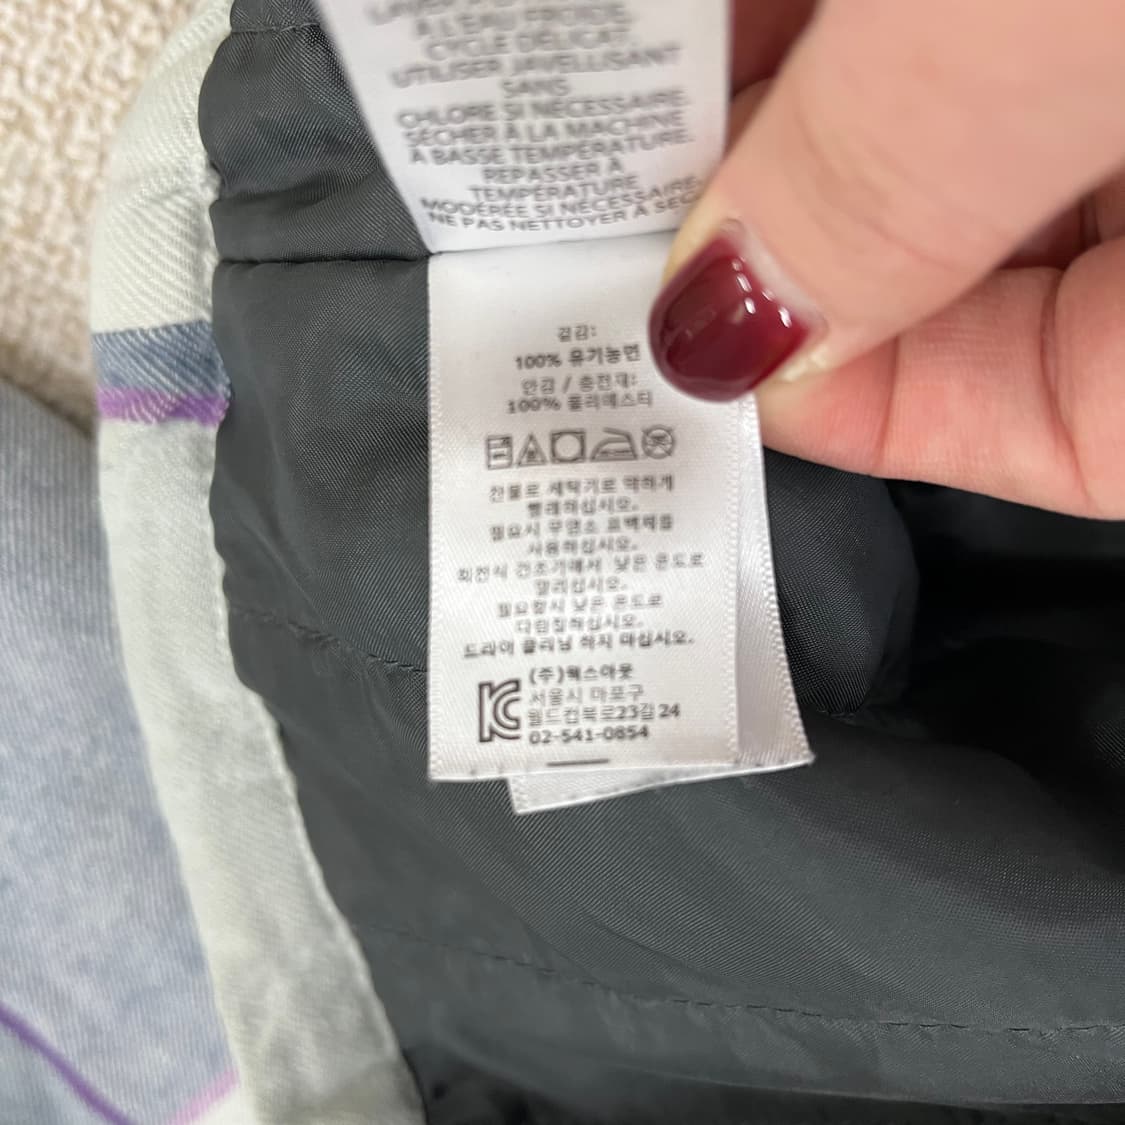 À L'EAU FROIDE.
CYCLE DÉLICAT.
UTILISER JAVELLISANT
SANS
CHLORE SI NÉCESSAIRE.
SÉCHER À LA MACHINE
À BASSE TEMPÉRATURE.
REPASSER À
TEMPÉRATURE
MODÉRÉE SI NÉCESSAIRE.
NE PAS NETTOYER À SEC
겉감:
100% 유기농면
안감 / 충전재:
100% 폴리에스터
찬물로 세탁기로 약하게
빨래하십시오.
필요시 무염소 표백제를
사용하십시오.
회전식 건조기에서 낮은 온도로
말리십시오.
필요할시 낮은 온도로
다림질하십시오.
드라이 클리닝 하지 마십시오.
(주)웍스아웃
서울시 마포구
월드컵북로23길 24
02-541-0854